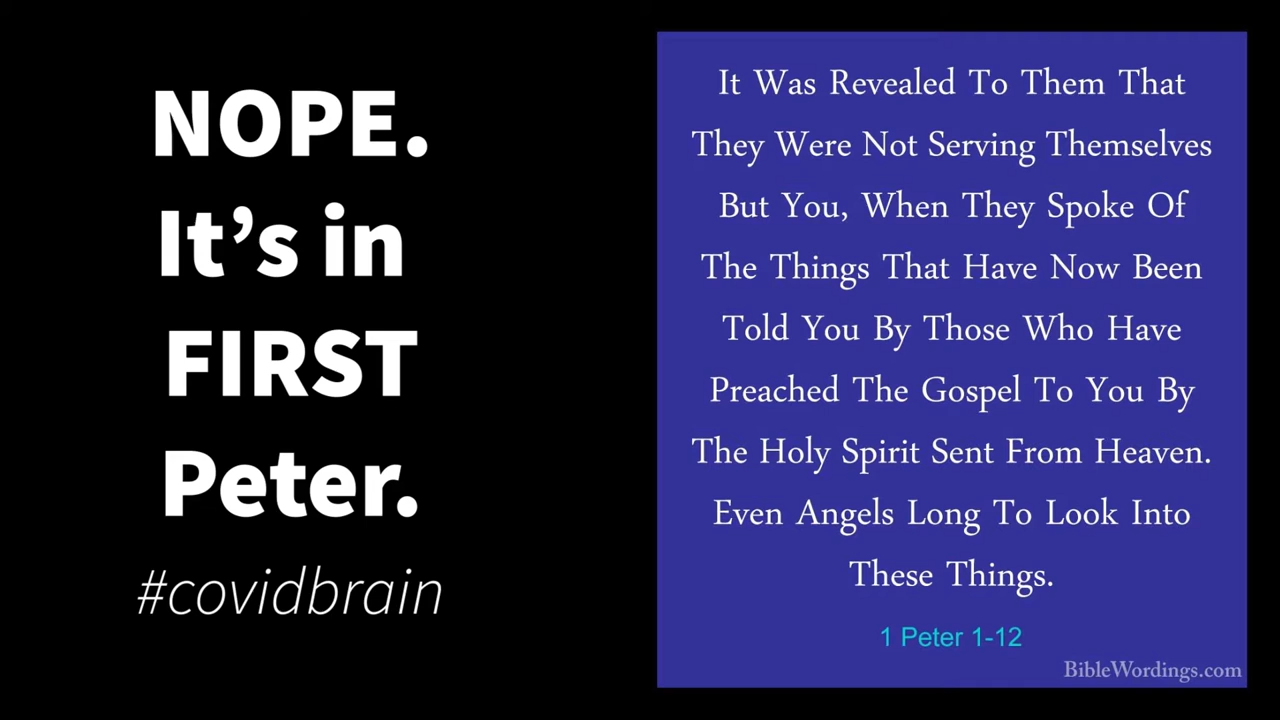 NOPE.
It’s in
FIRST
Peter.
#covidbrain
It Was Revealed To Them That
They Were Not Serving Themselves
But You, When They Spoke Of
The Things That Have Now Been
Told You By Those Who Have
Preached The Gospel To You By
The Holy Spirit Sent From Heaven.
Even Angels Long To Look Into
These Things.
1 Peter 1-12
BibleWordings.com